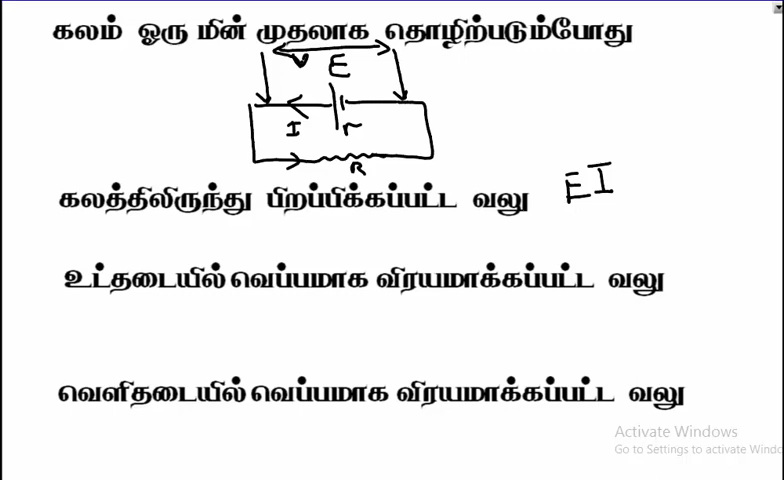 கலம் ஓரு மின் முதலாக தொழிற்படும்போது
V
E
I
r
R
கலத்திலிருந்து பிறப்பிக்கப்பட்ட வலு EI
உட்தடையில் வெப்பமாக விரயமாக்கப்பட்ட வலு
வெளிதடையில் வெப்பமாக விரயமாக்கப்பட்ட வலு
Activate Windows
Go to Settings to activate Windo